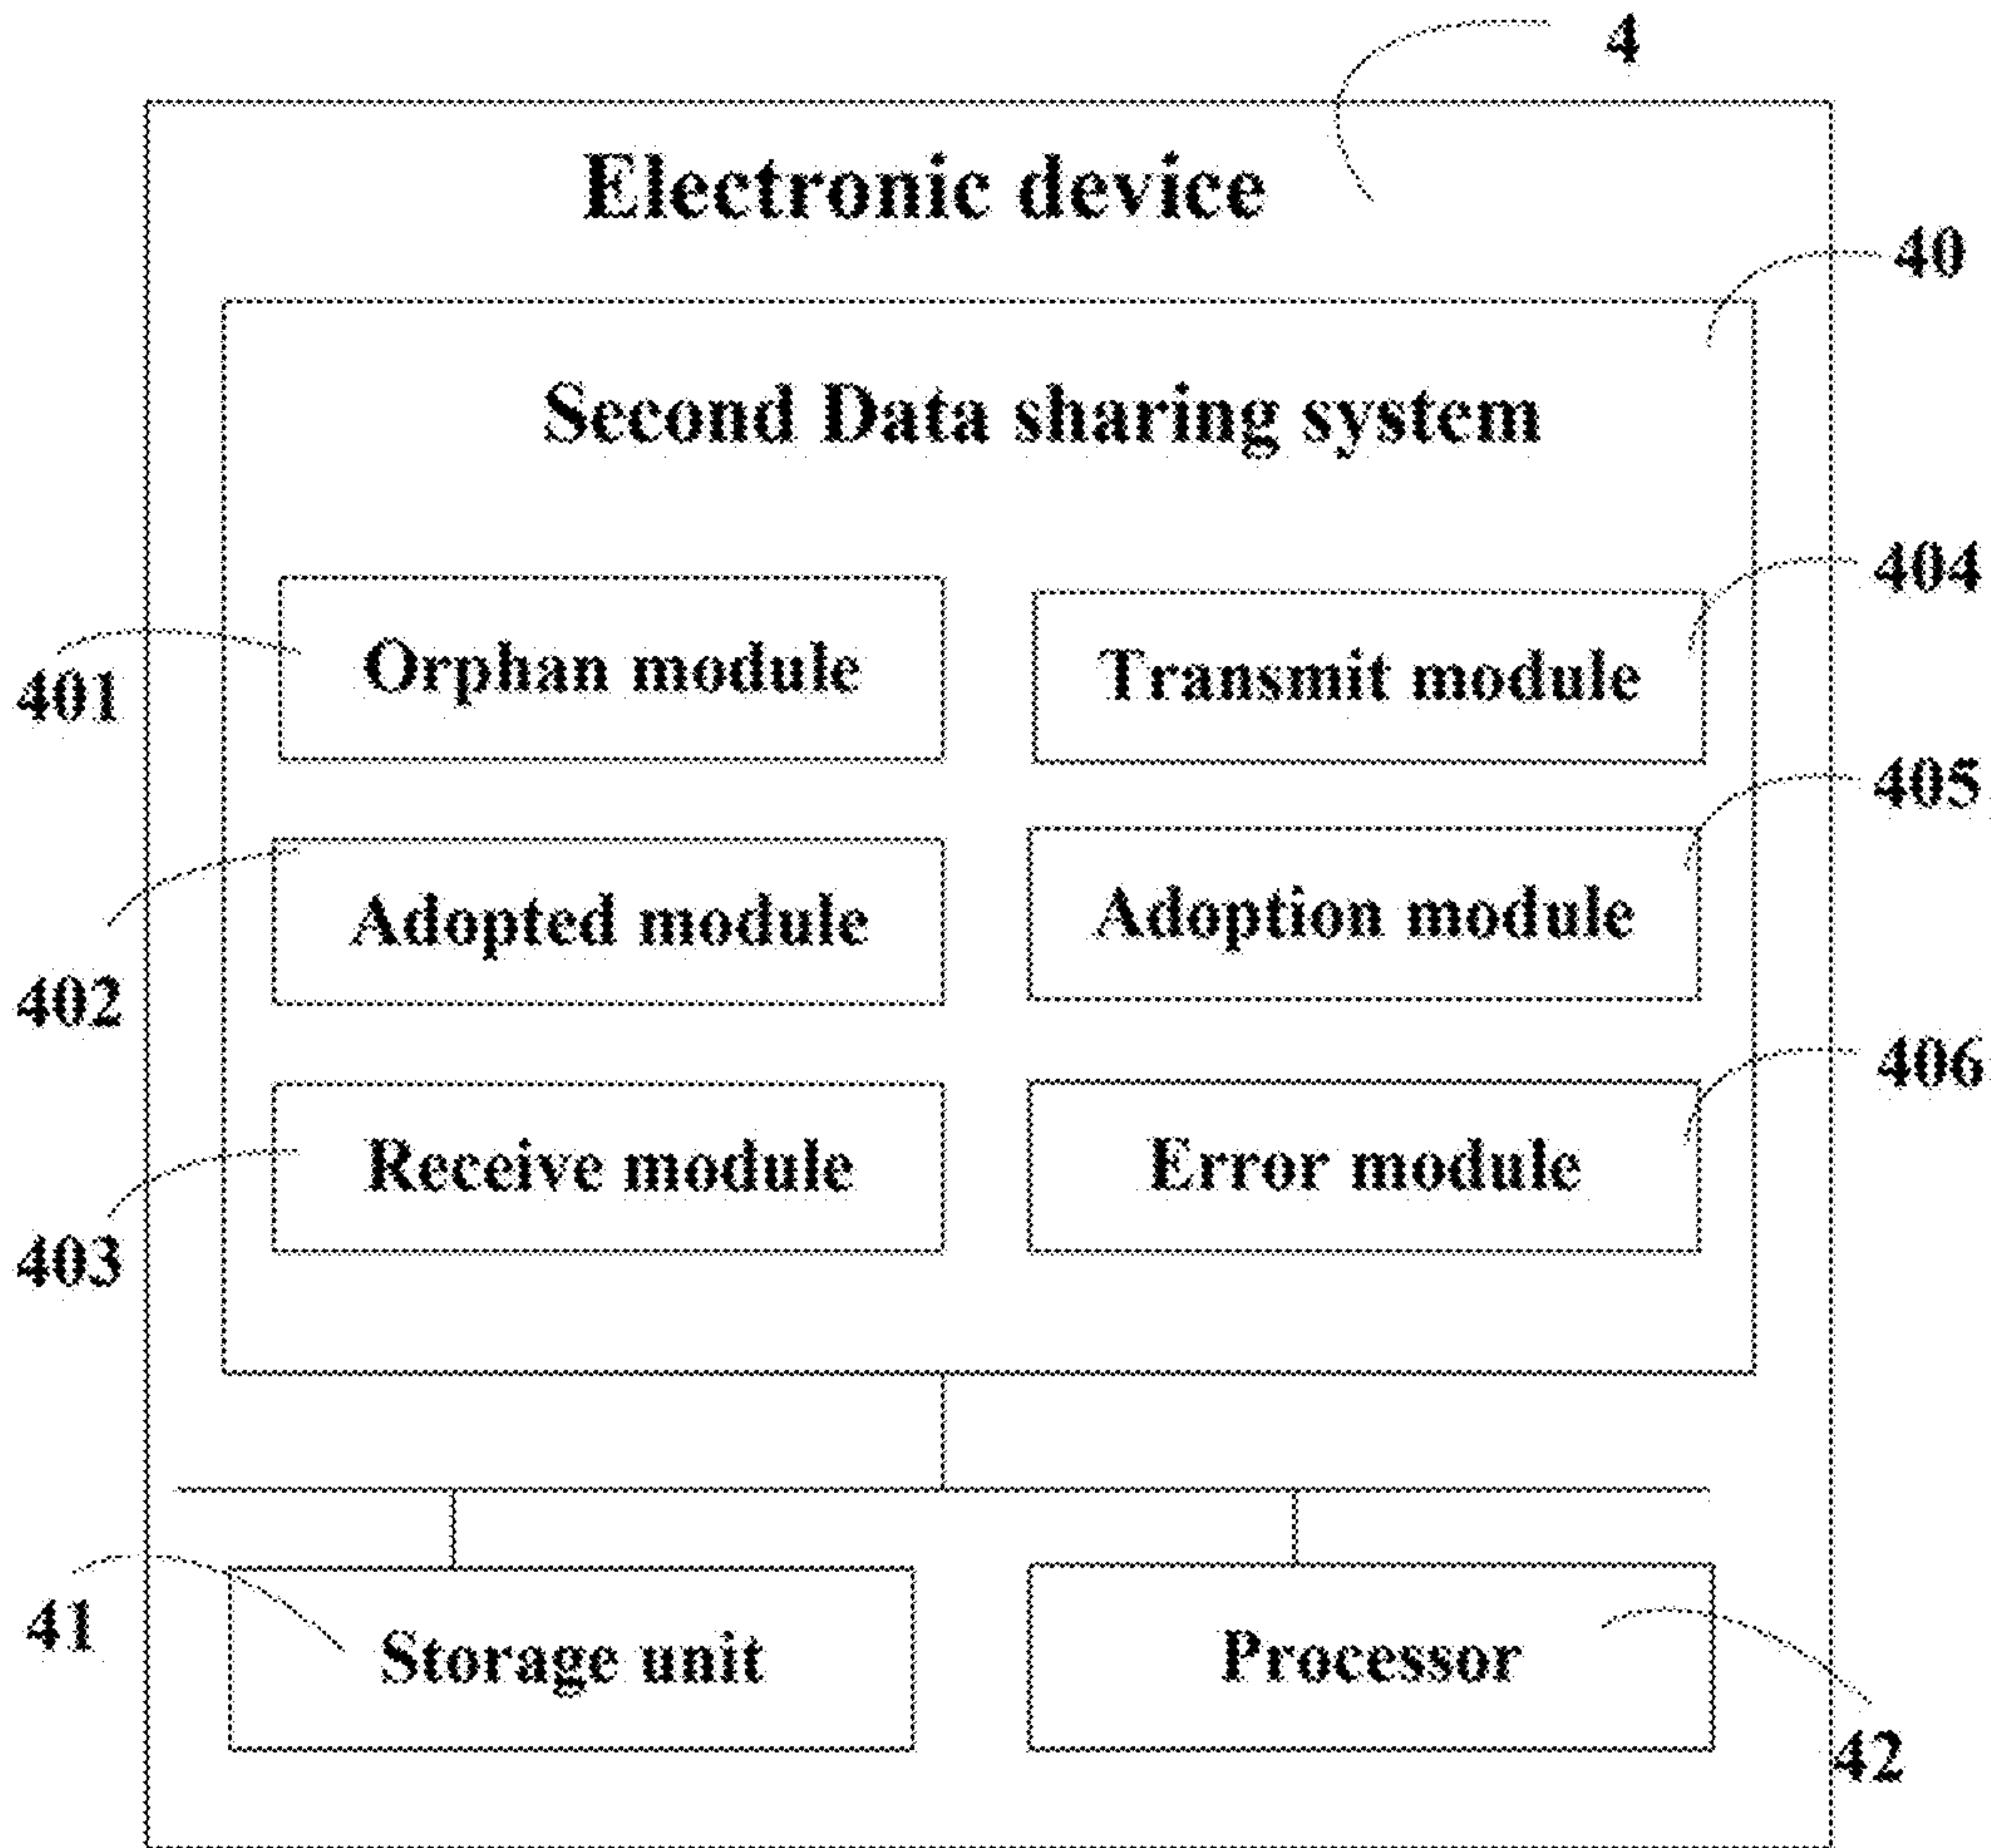 4
Electronic device
40
Second Data sharing system
404
Orphan module
Transmit module
401
405
Adopted module
Adoption module
402
406
Receive module
Error module
403
41
Storage unit
Processor
42